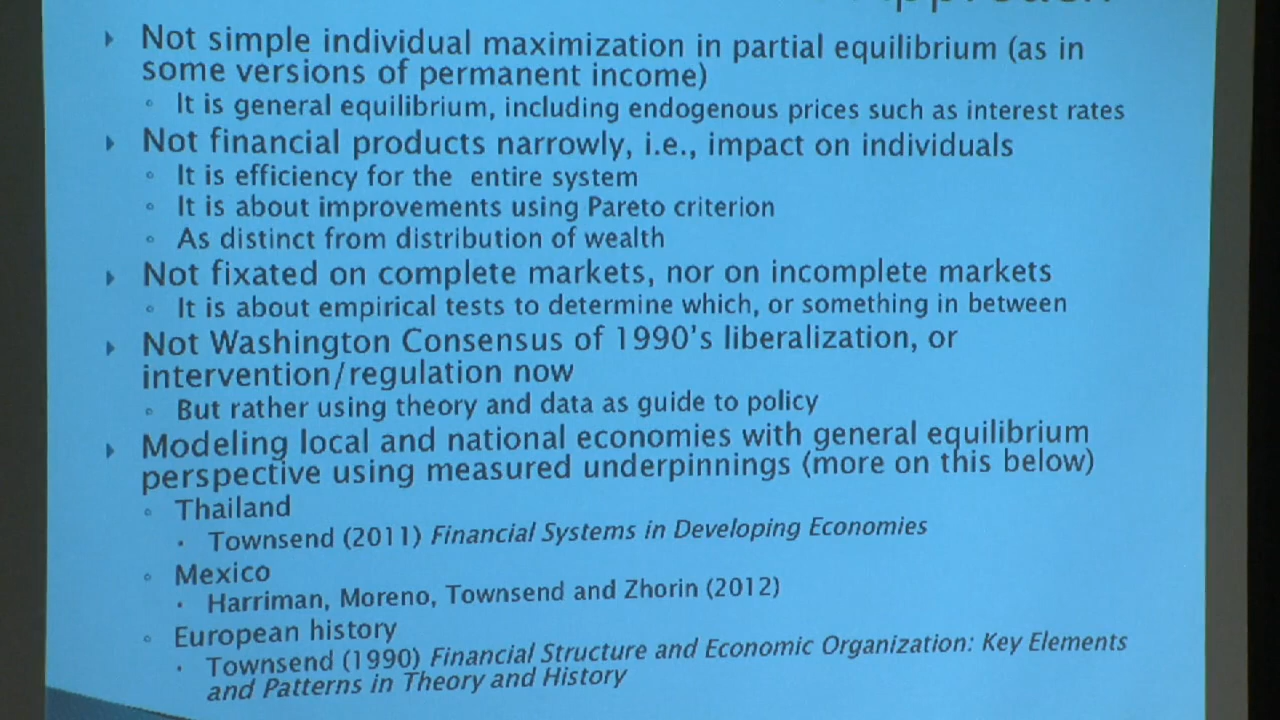 Not simple individual maximization in partial equilibrium (as in
some versions of permanent income)
It is general equilibrium, including endogenous prices such as interest rates
Not financial products narrowly, i.e., impact on individuals
It is efficiency for the entire system
It is about improvements using Pareto criterion
As distinct from distribution of wealth
Not fixated on complete markets, nor on incomplete markets
It is about empirical tests to determine which, or something in between
Not Washington Consensus of 1990's liberalization, or
intervention/regulation now
But rather using theory and data as guide to policy
Modeling local and national economies with general equilibrium
perspective using measured underpinnings (more on this below)
Thailand
Townsend (2011) Financial Systems in Developing Economies
Mexico
Harriman, Moreno, Townsend and Zhorin (2012)
European history
Townsend (1990) Financial Structure and Economic Organization: Key Elements
and Patterns in Theory and History